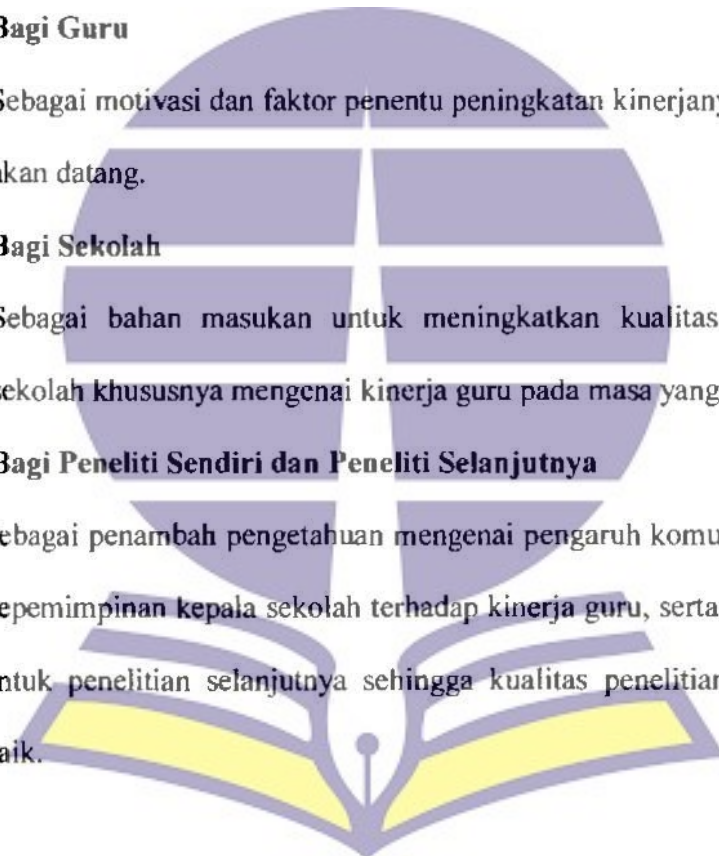 Bagi Guru
Sebagai motivasi dan faktor penentu peningkatan kinerjany
akan datang.
Bagi Sekolah
Sebagai bahan masukan untuk meningkatkan kualitas
sekolah khususnya mengenai kinerja guru pada masa yang
Bagi Peneliti Sendiri dan Peneliti Selanjutnya
ebagai penambah pengetahuan mengenai pengaruh komu
epemimpinan kepala sekolah terhadap kinerja guru, serta
ntuk penelitian selanjutnya sehingga kualitas penelitian
aik.